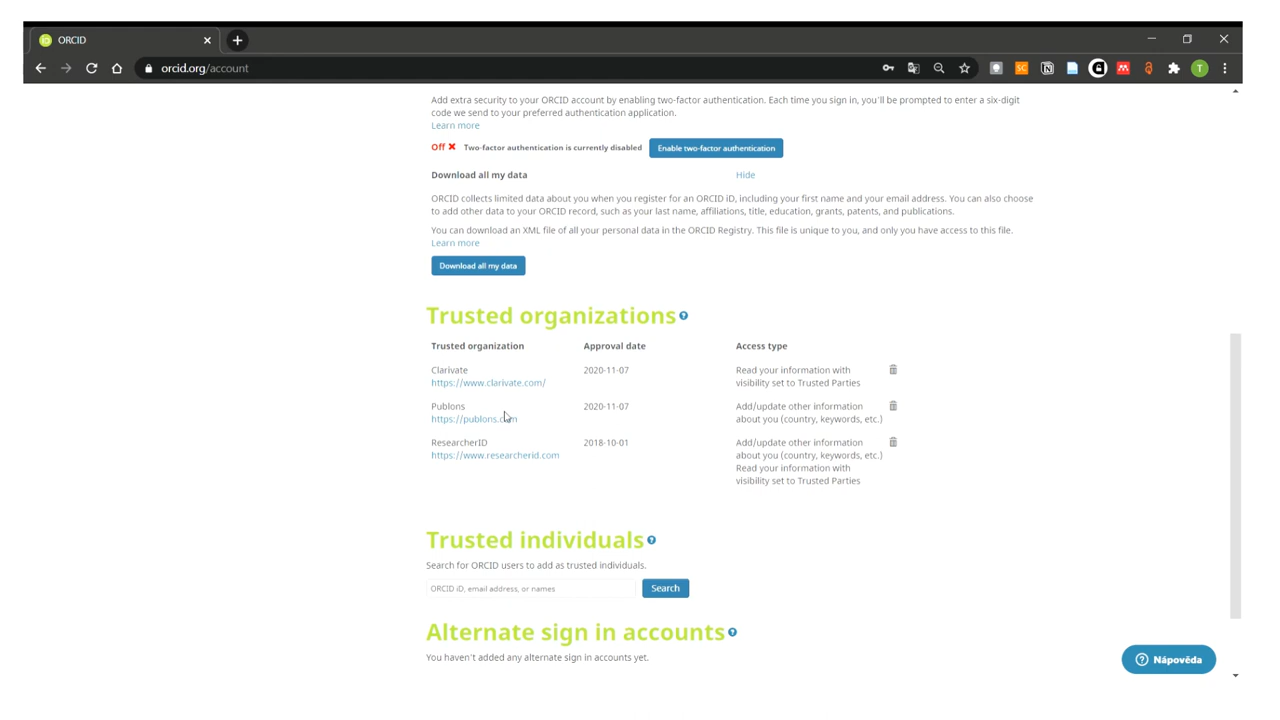 ORCID
orcid.org/account
SC
T
Add extra security to your ORCID account by enabling two-factor authentication. Each time you sign in, you'll be prompted to enter a six-digit
code we send to your preferred authentication application.
Learn more
Off ✖ Two-factor authentication is currently disabled Enable two-factor authentication
Download all my data Hide
ORCID collects limited data about you when you register for an ORCID iD, including your first name and your email address. You can also choose
to add other data to your ORCID record, such as your last name, affiliations, title, education, grants, patents, and publications.
You can download an XML file of all your personal data in the ORCID Registry. This file is unique to you, and only you have access to this file.
Learn more
Download all my data
Trusted organizations
Trusted organization Approval date Access type
Clarivate 2020-11-07 Read your information with
https://www.clarivate.com/ visibility set to Trusted Parties
Publons 2020-11-07 Add/update other information
https://publons.com about you (country, keywords, etc.)
ResearcherID 2018-10-01 Add/update other information
https://www.researcherid.com about you (country, keywords, etc.)
Read your information with
visibility set to Trusted Parties
Trusted individuals
Search for ORCID users to add as trusted individuals.
ORCID iD, email address, or names Search
Alternate sign in accounts
You haven't added any alternate sign in accounts yet.
Nápověda